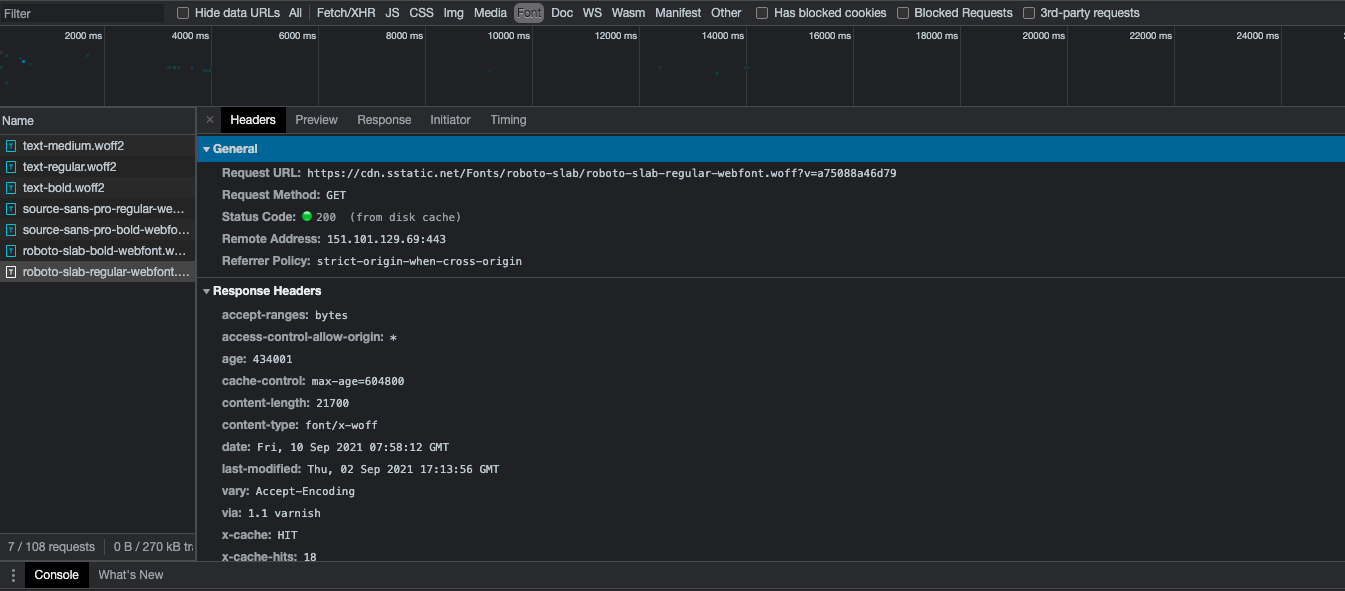 Filter Hide data URLs All Fetch/XHR JS CSS Img Media Font Doc WS Wasm Manifest Other Has blocked cookies Blocked Requests 3rd-party requests
2000 ms 4000 ms 6000 ms 8000 ms 10000 ms 12000 ms 14000 ms 16000 ms 18000 ms 20000 ms 22000 ms 24000 ms
Name
text-medium.woff2
text-regular.woff2
text-bold.woff2
source-sans-pro-regular-we...
source-sans-pro-bold-webfo...
roboto-slab-bold-webfont.w...
roboto-slab-regular-webfont....
7 / 108 requests 0 B / 270 kB tr
× Headers Preview Response Initiator Timing
General
Request URL: https://cdn.sstatic.net/Fonts/roboto-slab/roboto-slab-regular-webfont.woff?v=a75088a46d79
Request Method: GET
Status Code: 200 (from disk cache)
Remote Address: 151.101.129.69:443
Referrer Policy: strict-origin-when-cross-origin
Response Headers
accept-ranges: bytes
access-control-allow-origin: *
age: 434001
cache-control: max-age=604800
content-length: 21700
content-type: font/x-woff
date: Fri, 10 Sep 2021 07:58:12 GMT
last-modified: Thu, 02 Sep 2021 17:13:56 GMT
vary: Accept-Encoding
via: 1.1 varnish
x-cache: HIT
x-cache-hits: 18
Console What's New